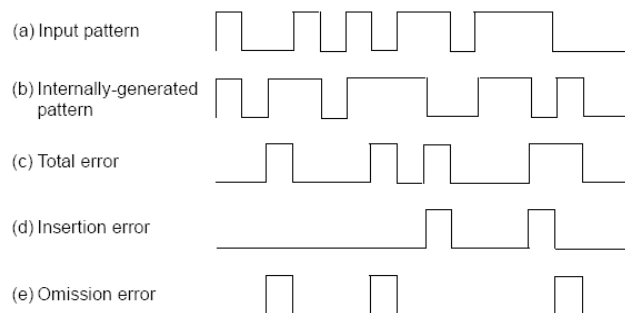 (a) Input pattern
(b) Internally-generated
pattern
(c) Total error
(d) Insertion error
(e) Omission error